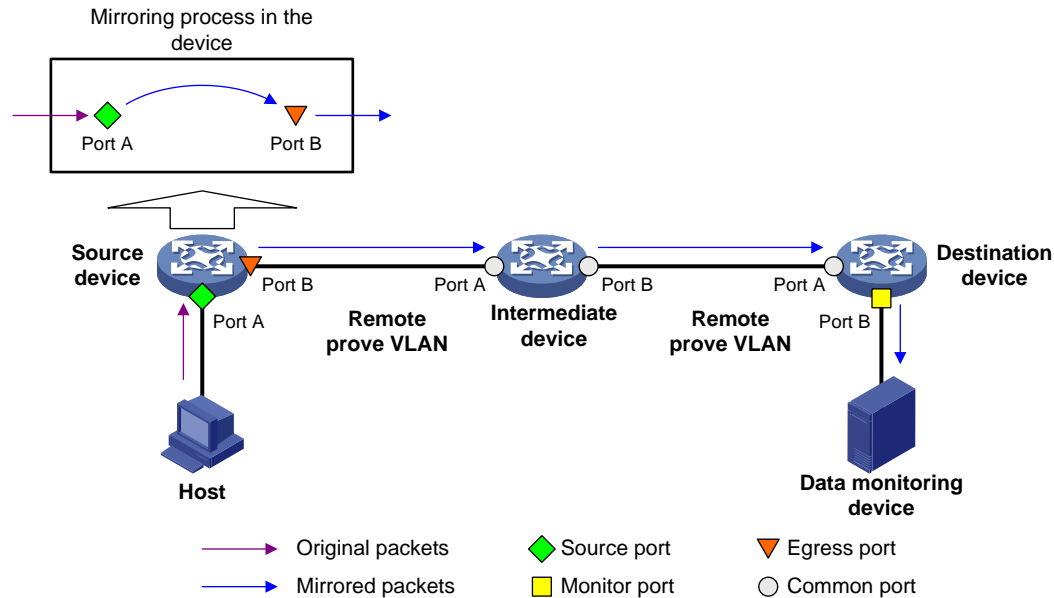 Mirroring process in the
device
Port A
Port B
Source
device
Port B
Port A
Port A
Port B
Port A
Destination
device
Port B
Intermediate
device
Remote
prove VLAN
Remote
prove VLAN
Host
Data monitoring
device
Original packets
Source port
Egress port
Mirrored packets
Monitor port
Common port